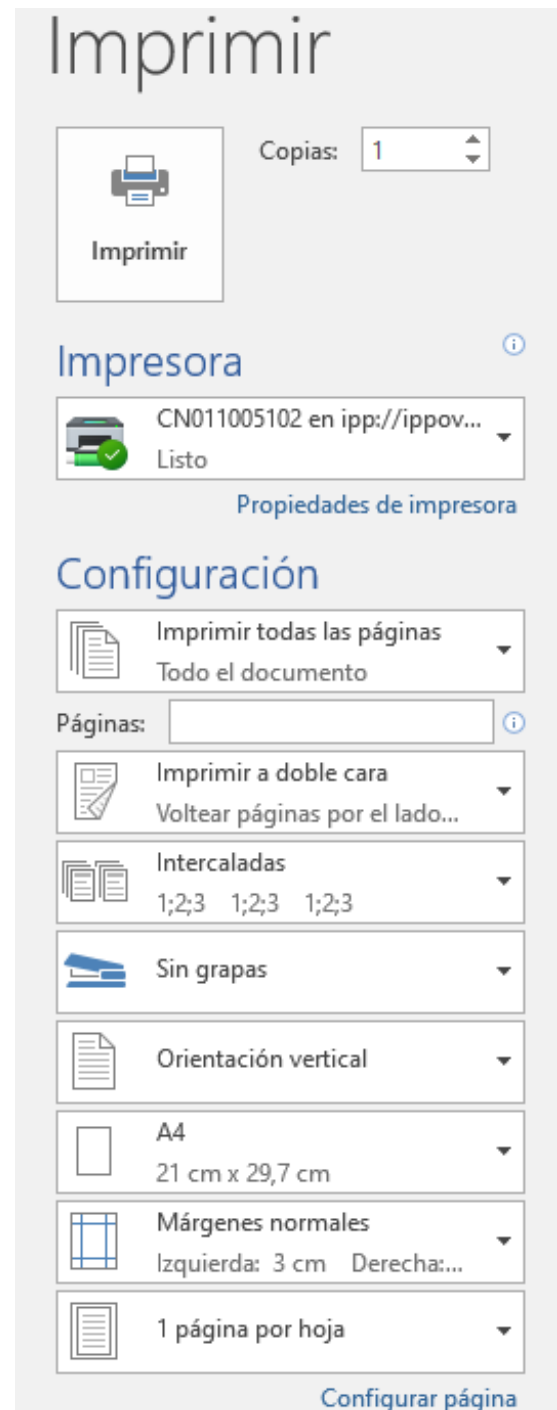 Imprimir
Copias: 1
Imprimir
Impresora
CN011005102 en ipp://ippov...
Listo
Propiedades de impresora
Configuración
Imprimir todas las páginas
Todo el documento
Páginas:
Imprimir a doble cara
Voltear páginas por el lado...
Intercaladas
1;2;3 1;2;3 1;2;3
Sin grapas
Orientación vertical
A4
21 cm x 29,7 cm
Márgenes normales
Izquierda: 3 cm Derecha:...
1 página por hoja
Configurar página